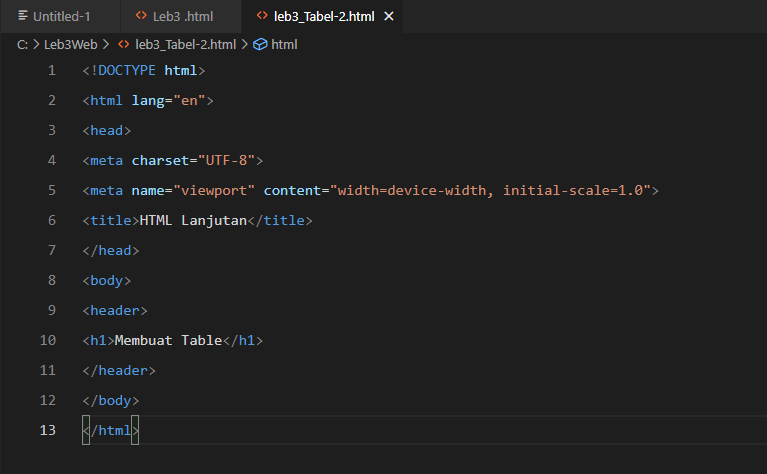 Untitled-1 Leb3 .html leb3_Tabel-2.html
C: > Leb3Web > leb3_Tabel-2.html > html
1 <!DOCTYPE html>
2 <html lang="en">
3 <head>
4 <meta charset="UTF-8">
5 <meta name="viewport" content="width=device-width, initial-scale=1.0">
6 <title>HTML Lanjutan</title>
7 </head>
8 <body>
9 <header>
10 <h1>Membuat Table</h1>
11 </header>
12 </body>
13 </html>